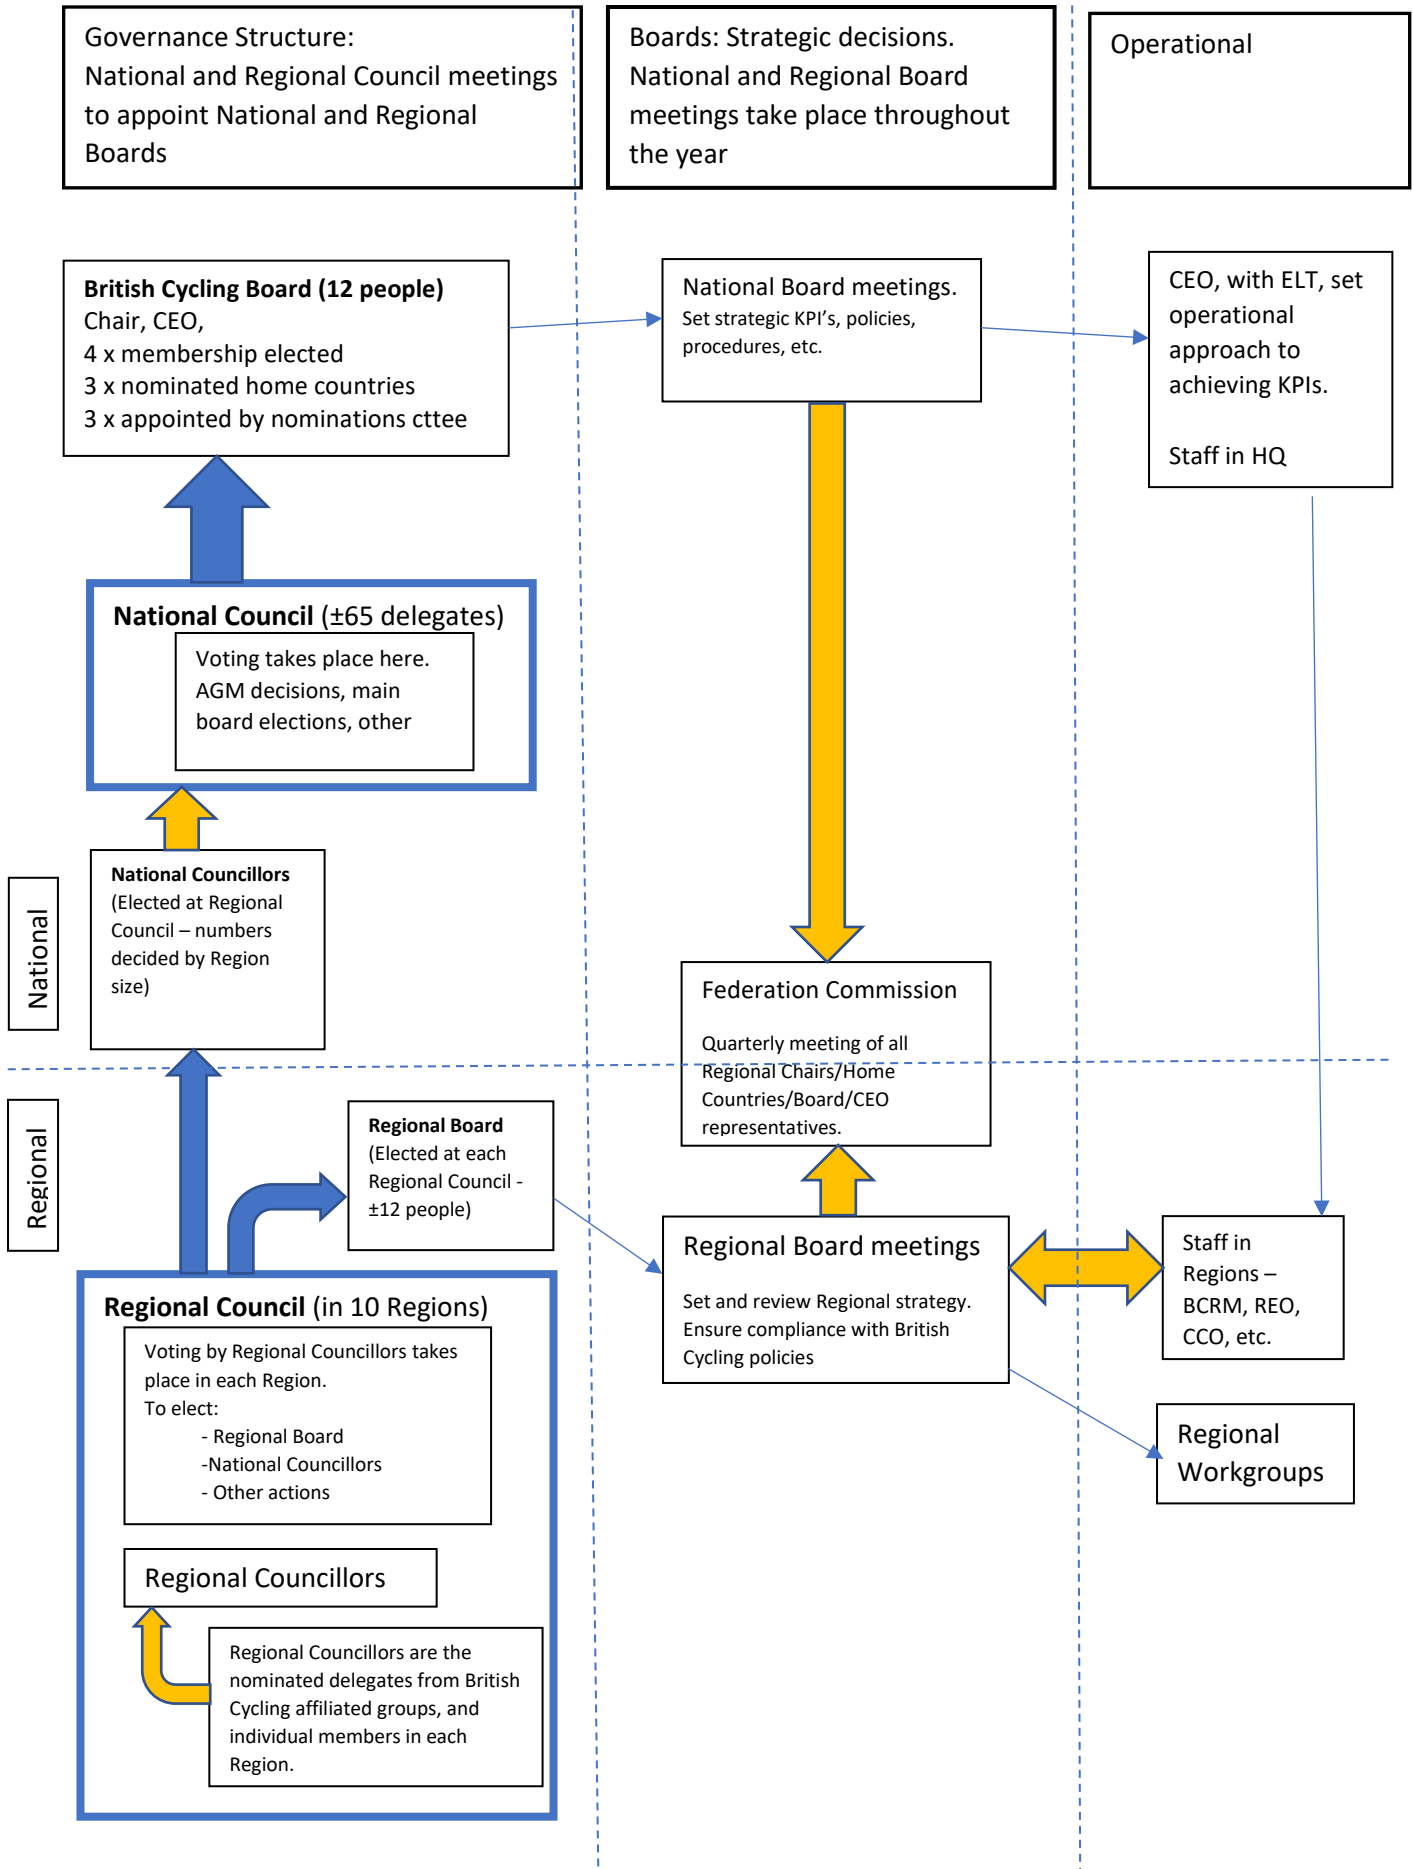 Governance Structure:
National and Regional Council meetings
to appoint National and Regional
Boards
Boards: Strategic decisions.
National and Regional Board
meetings take place throughout
the year
Operational
British Cycling Board (12 people)
Chair, CEO,
4 x membership elected
3 x nominated home countries
3 x appointed by nominations cttee
National Board meetings.
Set strategic KPI's, policies,
procedures, etc.
CEO, with ELT, set
operational
approach to
achieving KPIs.
Staff in HQ
National Council (±65 delegates)
Voting takes place here.
AGM decisions, main
board elections, other
National
National Councillors
(Elected at Regional
Council – numbers
decided by Region
size)
Federation Commission
Quarterly meeting of all
Regional Chairs/Home
Countries/Board/CEO
representatives.
Regional
Regional Board
(Elected at each
Regional Council -
±12 people)
Regional Board meetings
Set and review Regional strategy.
Ensure compliance with British
Cycling policies
Staff in
Regions –
BCRM, REO,
CCO, etc.
Regional
Workgroups
Regional Council (in 10 Regions)
Voting by Regional Councillors takes
place in each Region.
To elect:
- Regional Board
-National Councillors
- Other actions
Regional Councillors
Regional Councillors are the
nominated delegates from British
Cycling affiliated groups, and
individual members in each
Region.